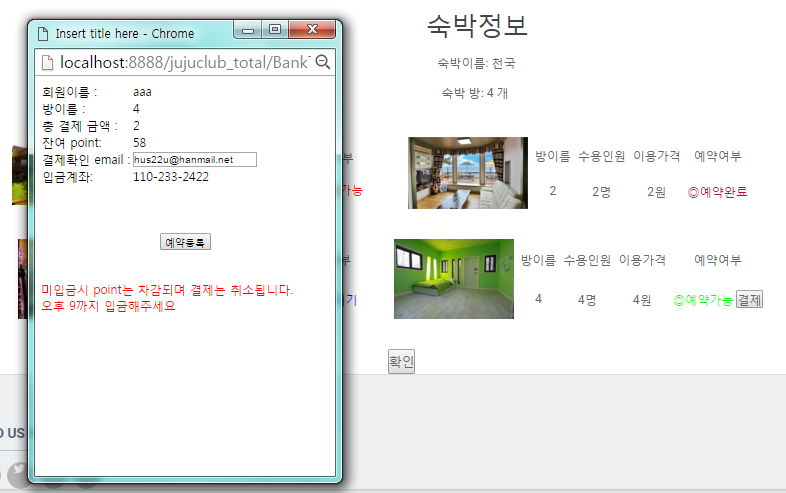 Insert title here - Chrome
localhost:8888/jujuclub_total/Bank
회원이름 : aaa
방이름 : 4
총 결제 금액 : 2
잔여 point: 58
결제확인 email : hus22u@hanmail.net
입금계좌: 110-233-2422
예약등록
미입금시 point는 차감되며 결제는 취소됩니다.
오후 9까지 입금해주세요
숙박정보
숙박이름: 천국
숙박 방: 4 개
부
가능
방이름 수용인원 이용가격 예약여부
2 2명 2원 ◎예약완료
부
기
방이름 수용인원 이용가격 예약여부
4 4명 4원 ◎예약가능 결제
확인
US